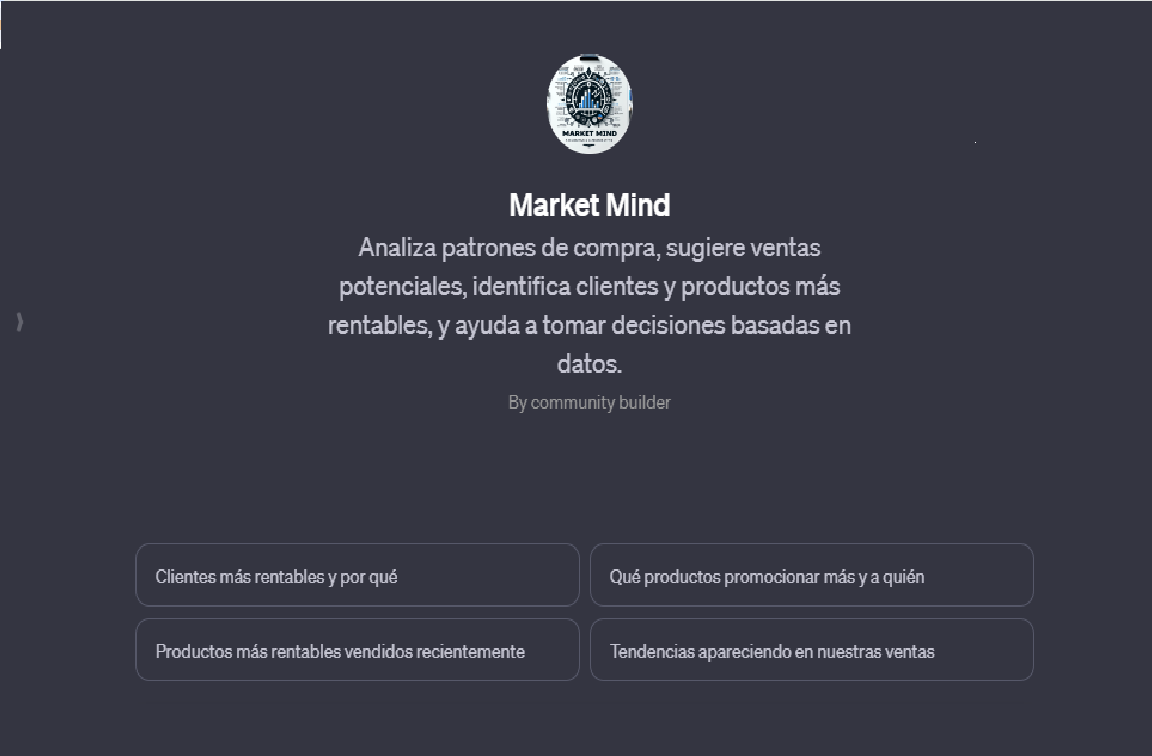 MARKET MIND
Market Mind
Analiza patrones de compra, sugiere ventas
potenciales, identifica clientes y productos más
rentables, y ayuda a tomar decisiones basadas en
datos.
By community builder
Clientes más rentables y por qué
Qué productos promocionar más y a quién
Productos más rentables vendidos recientemente
Tendencias apareciendo en nuestras ventas